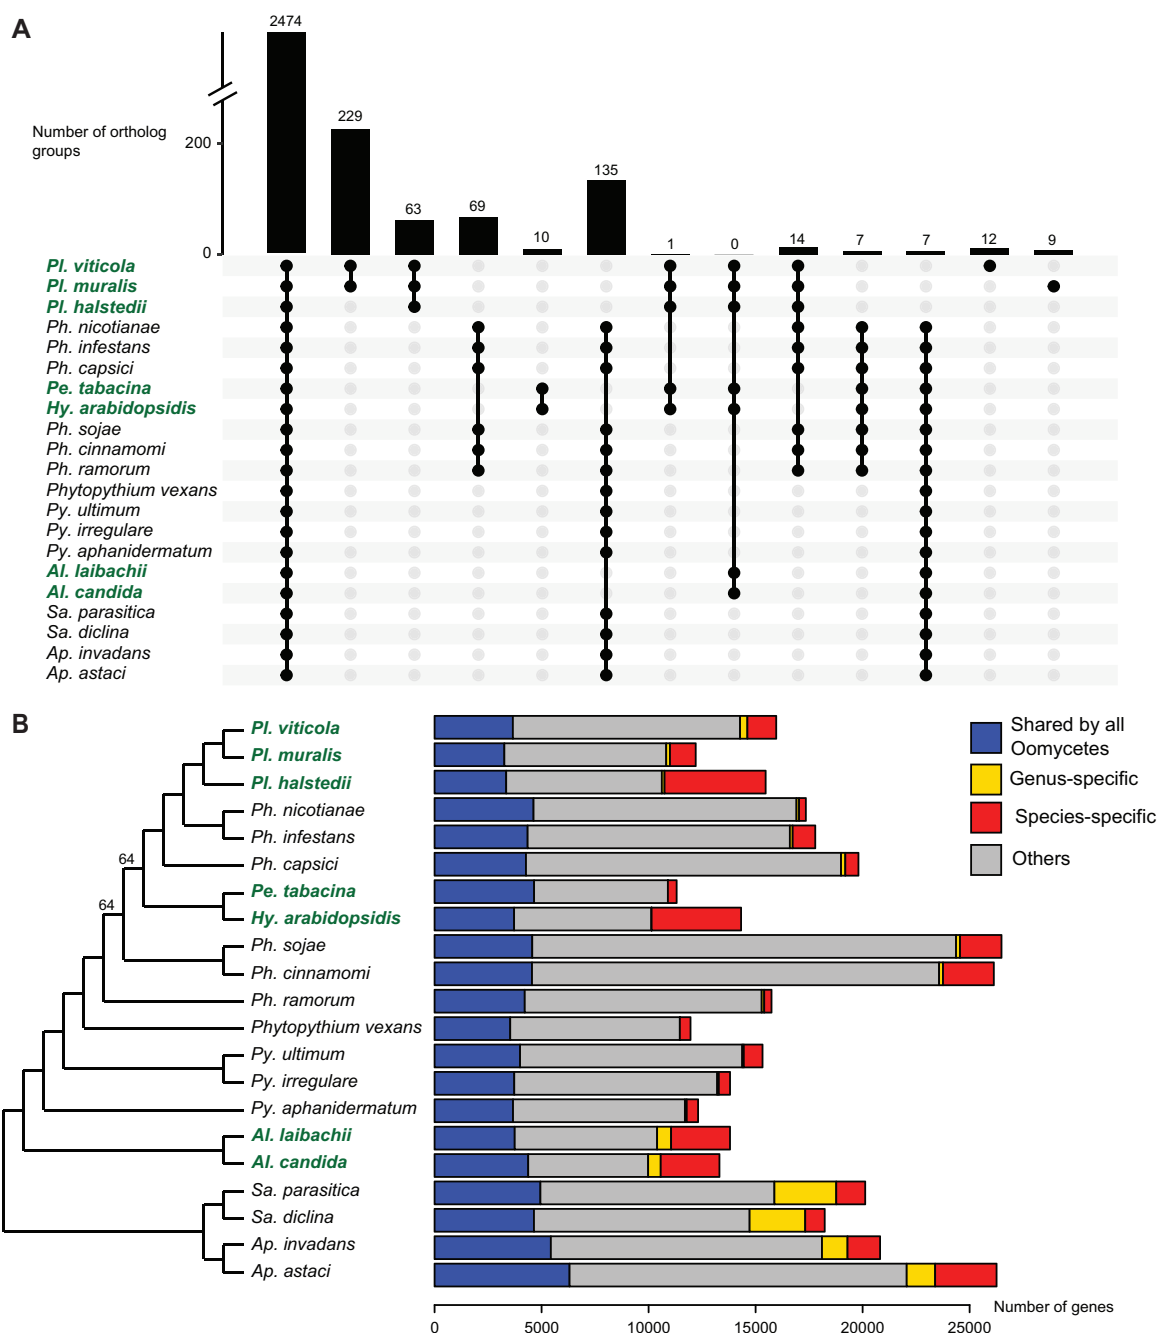 A
2474
229
63
69
10
135
1
0
14
7
7
12
9
Number of ortholog
groups
200
0
Pl. viticola
Pl. muralis
Pl. halstedii
Ph. nicotianae
Ph. infestans
Ph. capsici
Pe. tabacina
Hy. arabidopsidis
Ph. sojae
Ph. cinnamomi
Ph. ramorum
Phytopythium vexans
Py. ultimum
Py. irregulare
Py. aphanidermatum
Al. laibachii
Al. candida
Sa. parasitica
Sa. diclina
Ap. invadans
Ap. astaci
B
64
64
Pl. viticola
Pl. muralis
Pl. halstedii
Ph. nicotianae
Ph. infestans
Ph. capsici
Pe. tabacina
Hy. arabidopsidis
Ph. sojae
Ph. cinnamomi
Ph. ramorum
Phytopythium vexans
Py. ultimum
Py. irregulare
Py. aphanidermatum
Al. laibachii
Al. candida
Sa. parasitica
Sa. diclina
Ap. invadans
Ap. astaci
Shared by all
Oomycetes
Genus-specific
Species-specific
Others
Number of genes
0
5000
10000
15000
20000
25000